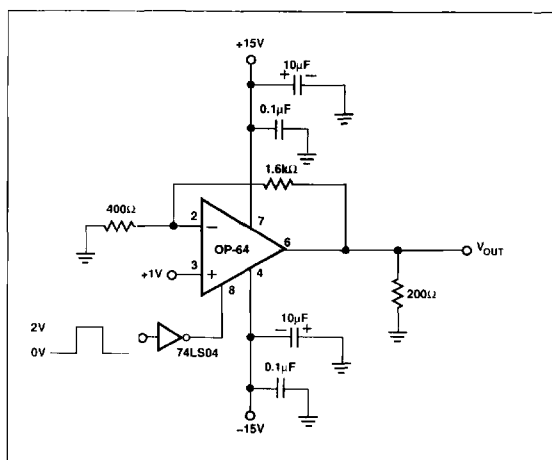 +15V
10µF
+ −
0.1µF
1.6kΩ
400Ω
2
−
7
OP-64
6
VOUT
3
+1V
+
4
8
200Ω
2V
0V
74LS04
10µF
− +
0.1µF
−15V